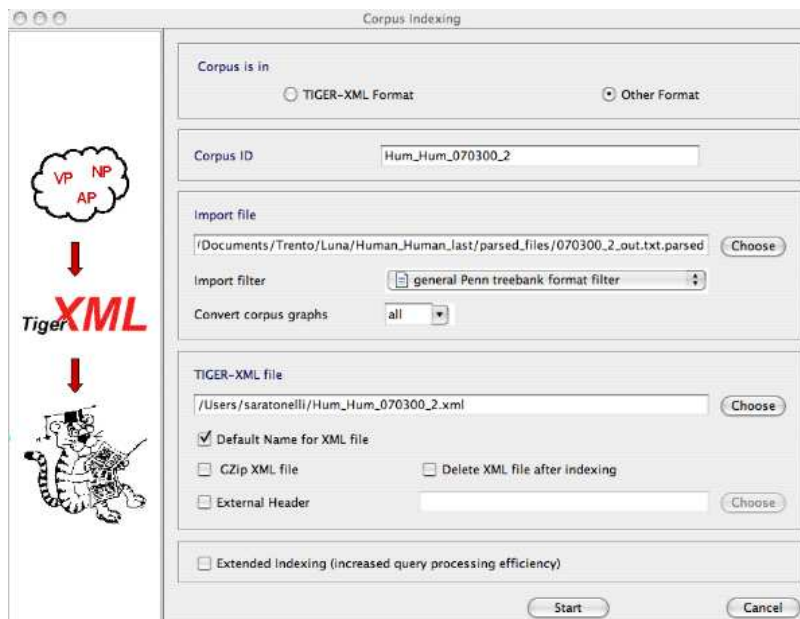 Corpus Indexing
Corpus is in
TIGER-XML Format Other Format
Corpus ID Hum_Hum_070300_2
VP NP
AP
Import file
/Documents/Trento/Luna/Human_Human_last/parsed_files/070300_2_out.txt.parsed Choose
Import filter general Penn treebank format filter
Convert corpus graphs all
Tiger XML
TIGER-XML file
/Users/saratonelli/Hum_Hum_070300_2.xml Choose
Default Name for XML file
GZip XML file Delete XML file after indexing
External Header Choose
Extended Indexing (increased query processing efficiency)
Start Cancel